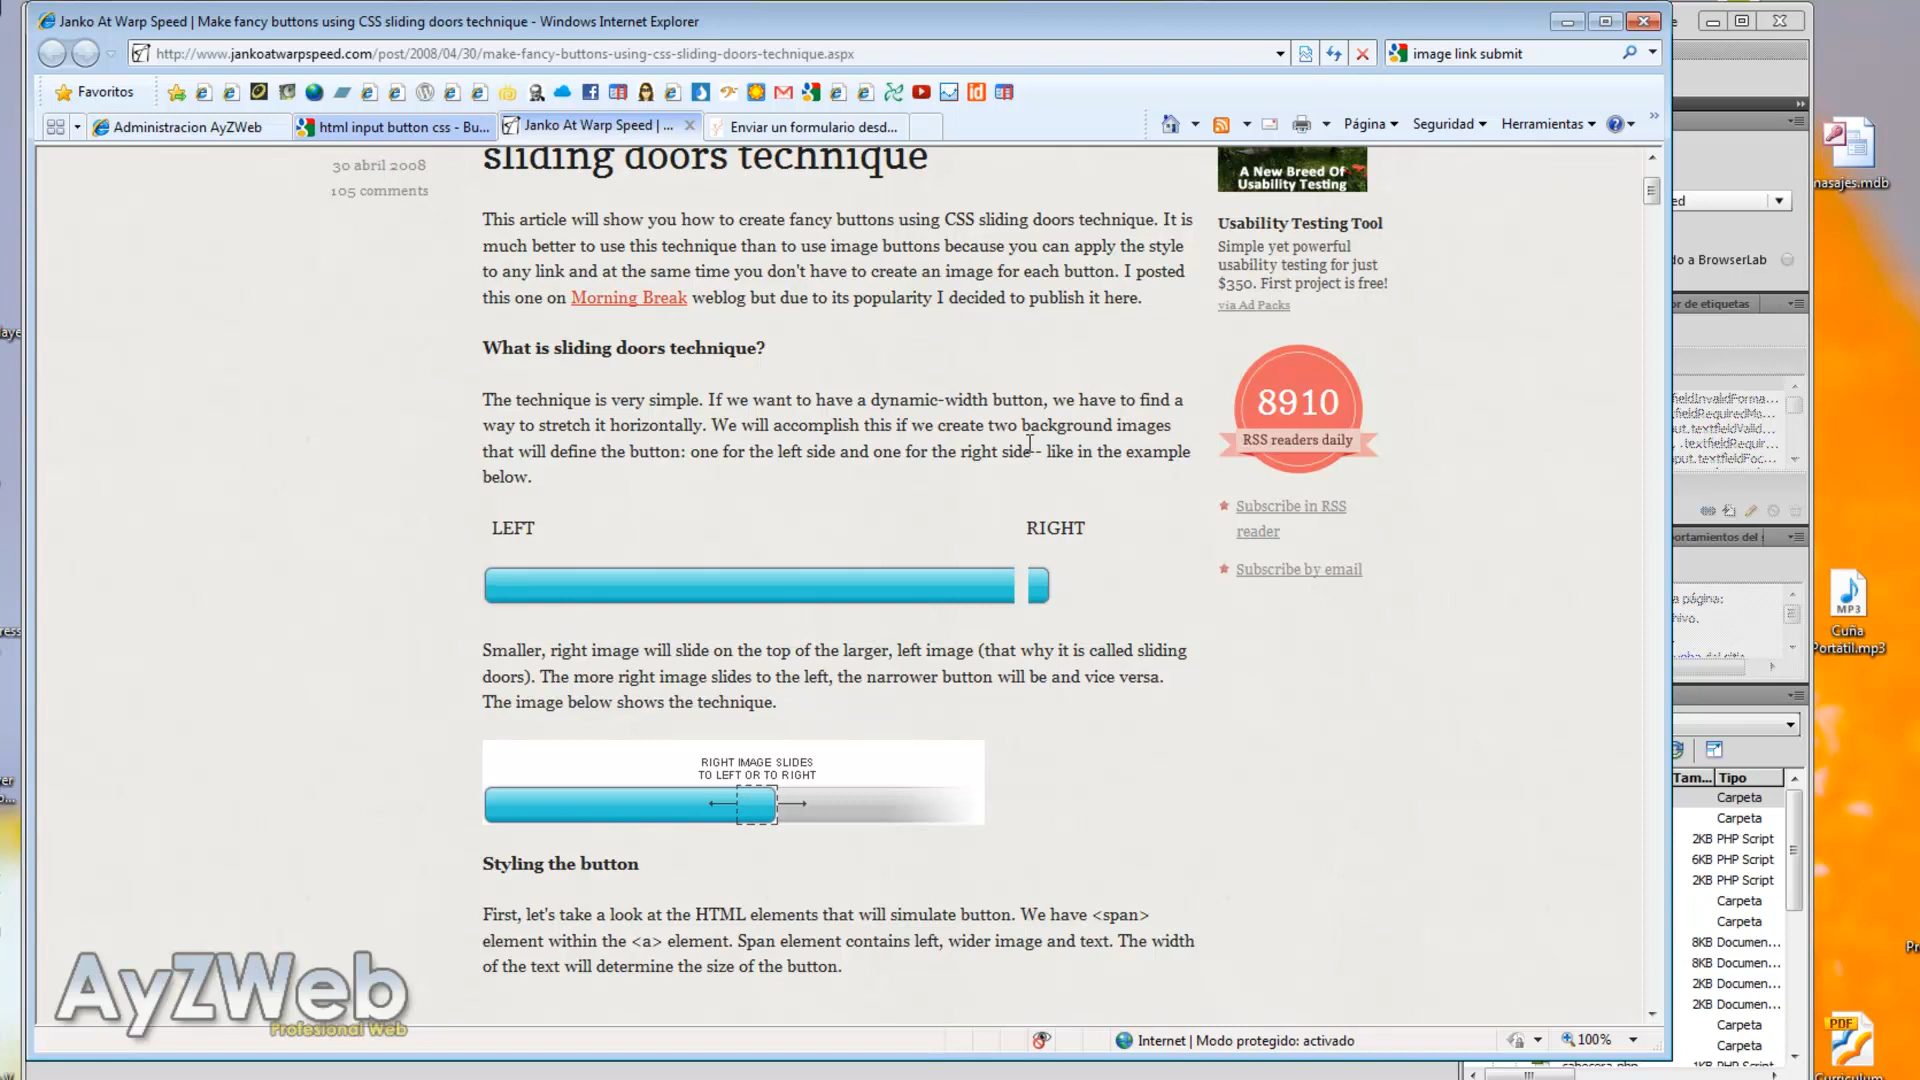 Janko At Warp Speed | Make fancy buttons using CSS sliding doors technique - Windows Internet Explorer
http://www.jankoatwarpspeed.com/post/2008/04/30/make-fancy-buttons-using-css-sliding-doors-technique.aspx
image link submit
Favoritos
Administracion AyZWeb
html input button css - Bu...
Janko At Warp Speed | ...
Enviar un formulario desd...
Página
Seguridad
Herramientas
30 abril 2008
105 comments
sliding doors technique
This article will show you how to create fancy buttons using CSS sliding doors technique. It is
much better to use this technique than to use image buttons because you can apply the style
to any link and at the same time you don't have to create an image for each button. I posted
this one on Morning Break weblog but due to its popularity I decided to publish it here.
What is sliding doors technique?
The technique is very simple. If we want to have a dynamic-width button, we have to find a
way to stretch it horizontally. We will accomplish this if we create two background images
that will define the button: one for the left side and one for the right side-- like in the example
below.
LEFT
RIGHT
Smaller, right image will slide on the top of the larger, left image (that why it is called sliding
doors). The more right image slides to the left, the narrower button will be and vice versa.
The image below shows the technique.
RIGHT IMAGE SLIDES
TO LEFT OR TO RIGHT
Styling the button
First, let's take a look at the HTML elements that will simulate button. We have <span>
element within the <a> element. Span element contains left, wider image and text. The width
of the text will determine the size of the button.
A New Breed Of
Usability Testing
Usability Testing Tool
Simple yet powerful
usability testing for just
$350. First project is free!
via Ad Packs
8910
RSS readers daily
Subscribe in RSS
reader
Subscribe by email
AyZWeb
Profesional Web
Internet | Modo protegido: activado
100%
do a BrowserLab
or de etiquetas
a página:
Tam...
Tipo
Carpeta
Carpeta
2KB PHP Script
6KB PHP Script
2KB PHP Script
Carpeta
Carpeta
8KB Documen...
8KB Documen...
2KB Documen...
2KB Documen...
Carpeta
Carpeta
masajes.mdb
MP3
Cuña
Portátil.mp3
PDF